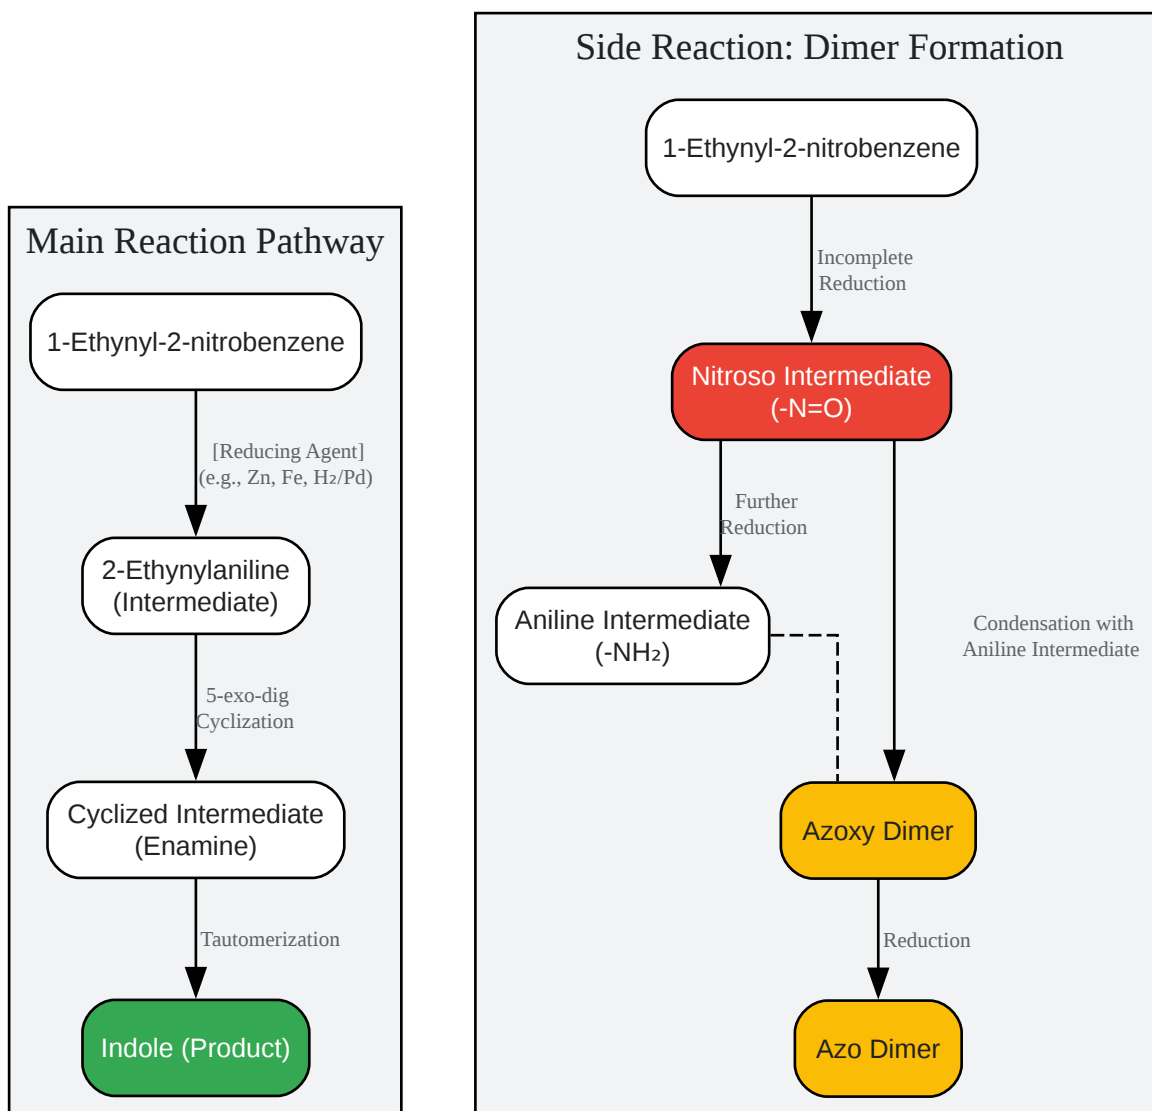 Main Reaction Pathway
1-Ethynyl-2-nitrobenzene
[Reducing Agent]
(e.g., Zn, Fe, H₂/Pd)
2-Ethynylaniline
(Intermediate)
5-exo-dig
Cyclization
Cyclized Intermediate
(Enamine)
Tautomerization
Indole (Product)
Side Reaction: Dimer Formation
1-Ethynyl-2-nitrobenzene
Incomplete
Reduction
Nitroso Intermediate
(-N=O)
Further
Reduction
Aniline Intermediate
(-NH₂)
Condensation with
Aniline Intermediate
Azoxy Dimer
Reduction
Azo Dimer